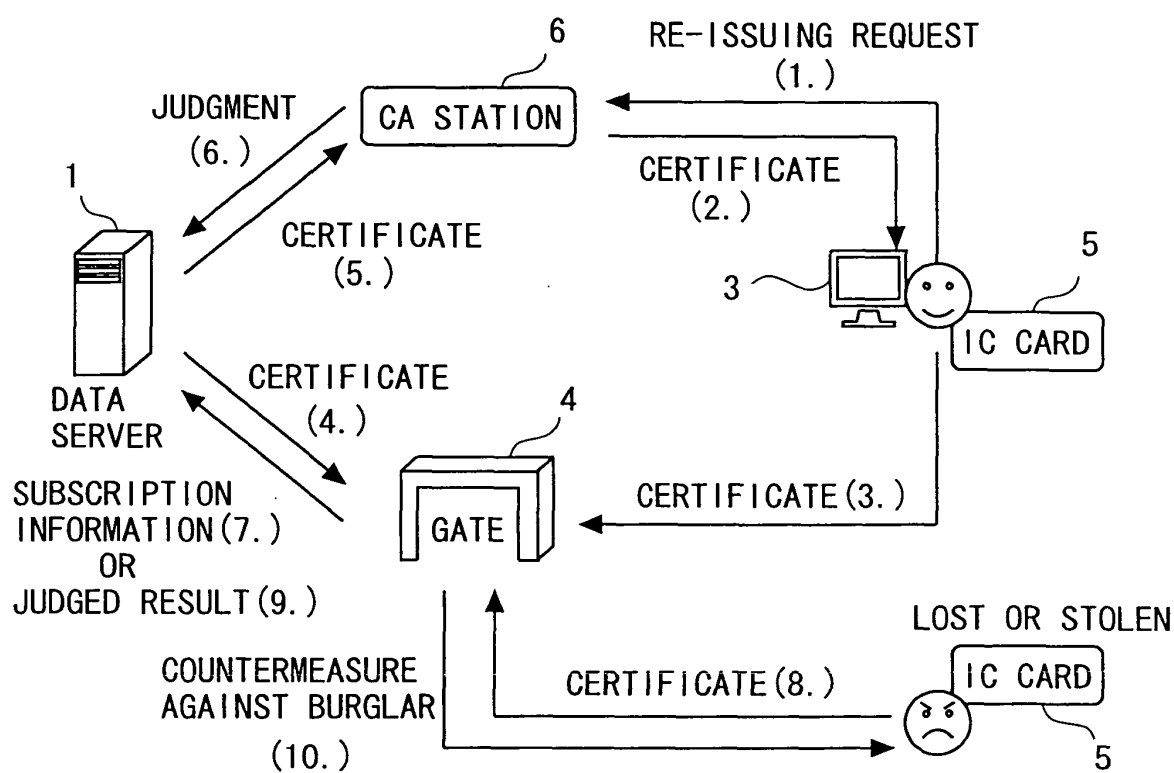 6
RE-ISSUING REQUEST
(1.)
JUDGMENT
(6.)
CA STATION
CERTIFICATE
(2.)
1
CERTIFICATE
(5.)
3
5
IC CARD
DATA
SERVER
CERTIFICATE
(4.)
4
SUBSCRIPTION
INFORMATION(7.)
OR
JUDGED RESULT(9.)
GATE
CERTIFICATE(3.)
LOST OR STOLEN
IC CARD
COUNTERMEASURE
AGAINST BURGLAR
(10.)
CERTIFICATE(8.)
5